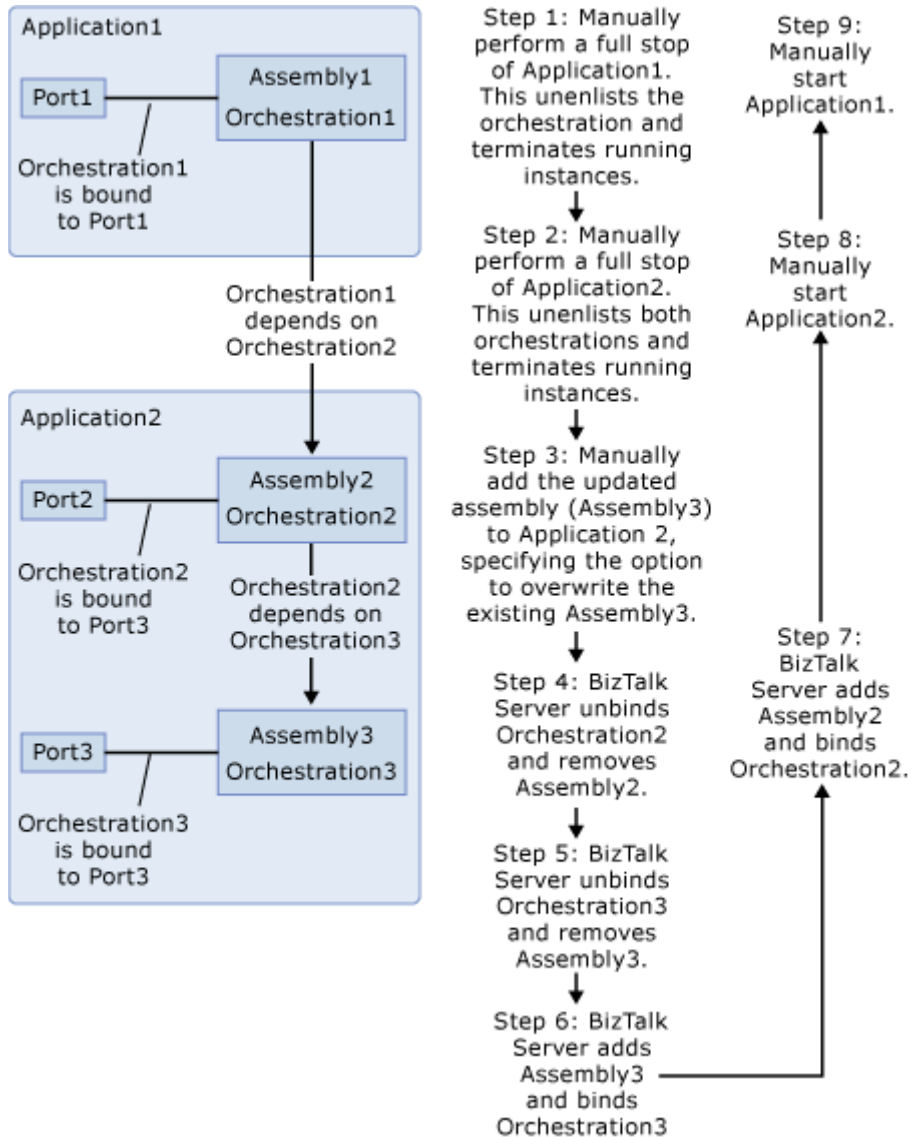 Application1
Port1
Assembly1
Orchestration1
Orchestration1
is bound
to Port1
Orchestration1
depends on
Orchestration2
Application2
Port2
Assembly2
Orchestration2
Orchestration2
is bound
to Port3
Orchestration2
depends on
Orchestration3
Port3
Assembly3
Orchestration3
Orchestration3
is bound
to Port3
Step 1: Manually
perform a full stop
of Application1.
This unenlists the
orchestration and
terminates running
instances.
Step 2: Manually
perform a full stop
of Application2.
This unenlists both
orchestrations and
terminates running
instances.
Step 3: Manually
add the updated
assembly (Assembly3)
to Application 2,
specifying the option
to overwrite the
existing Assembly3.
Step 4: BizTalk
Server unbinds
Orchestration2
and removes
Assembly2.
Step 5: BizTalk
Server unbinds
Orchestration3
and removes
Assembly3.
Step 6: BizTalk
Server adds
Assembly3
and binds
Orchestration3
Step 7:
BizTalk
Server adds
Assembly2
and binds
Orchestration2.
Step 8:
Manually
start
Application2.
Step 9:
Manually
start
Application1.